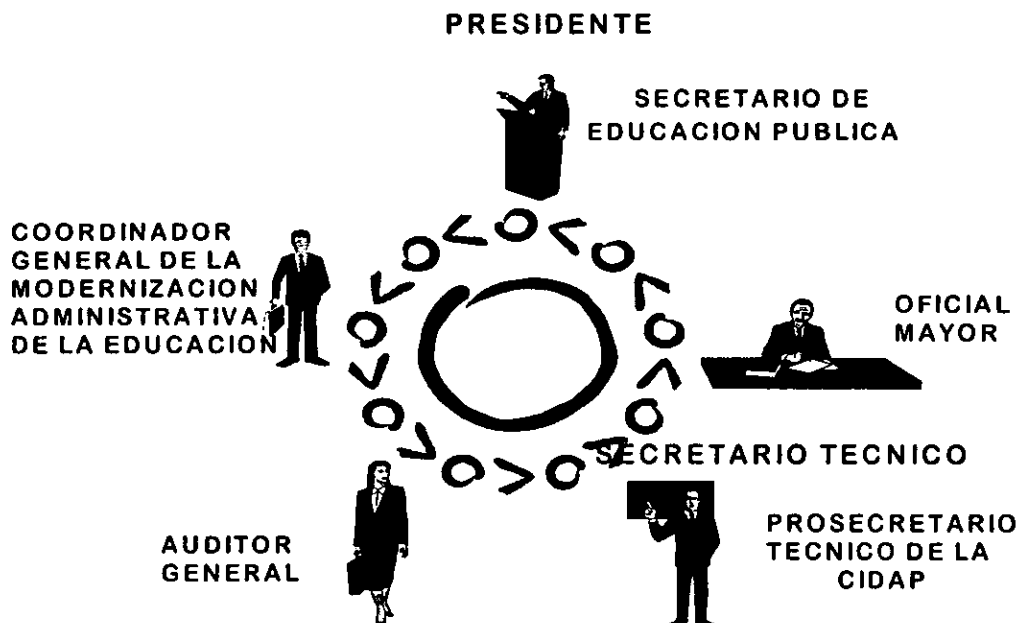 PRESIDENTE
SECRETARIO DE
EDUCACION PUBLICA
COORDINADOR
GENERAL DE LA
MODERNIZACION
ADMINISTRATIVA
DE LA EDUCACION
OFICIAL
MAYOR
SECRETARIO TECNICO
PROSECRETARIO
TECNICO DE LA
CIDAP
AUDITOR
GENERAL